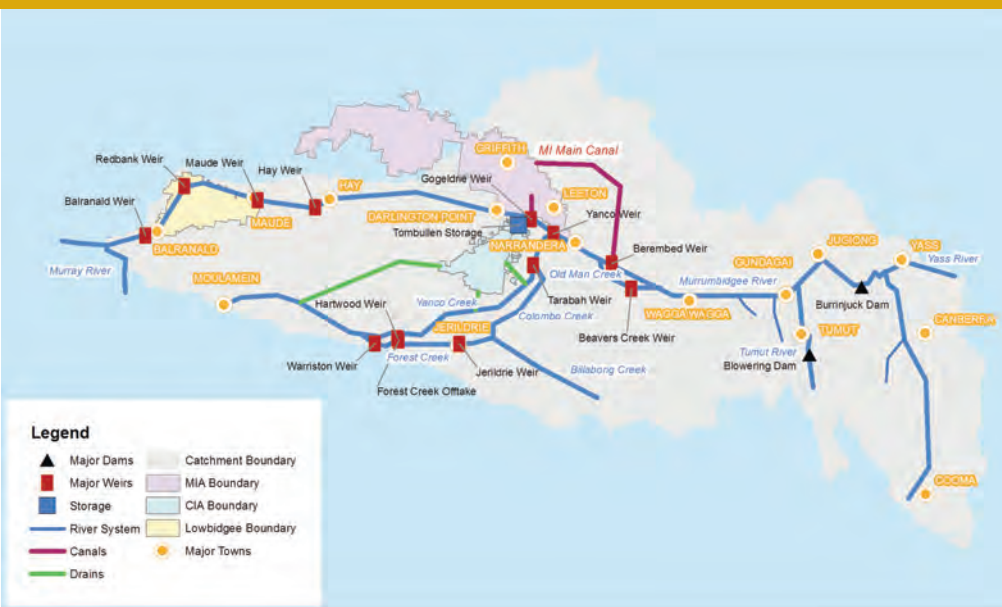 GRIFFITH
MI Main Canal
Redbank Weir
Maude Weir
Hay Weir
Gogeldrie Weir
HAY
LEETON
Balranald Weir
DARLINGTON POINT
Yanco Weir
MAUDE
Tombullen Storage
BALRANALD
NARRANDERA
Berembed Weir
JUGIONG
YASS
Murray River
MOULAMEIN
Old Man Creek
GUNDAGAI
Yass River
Murrumbidgee River
Hartwood Weir
Yanco Creek
Tarabah Weir
WAGGA WAGGA
Burrinjuck Dam
Colombo Creek
JERILDRIE
Beavers Creek Weir
TUMUT
CANBERRA
Warriston Weir
Forest Creek
Jerildrie Weir
Billabong Creek
Tumut River
Blowering Dam
Forest Creek Offtake
COOMA
Legend
Major Dams
Catchment Boundary
Major Weirs
MIA Boundary
Storage
CIA Boundary
River System
Lowbidgee Boundary
Canals
Major Towns
Drains